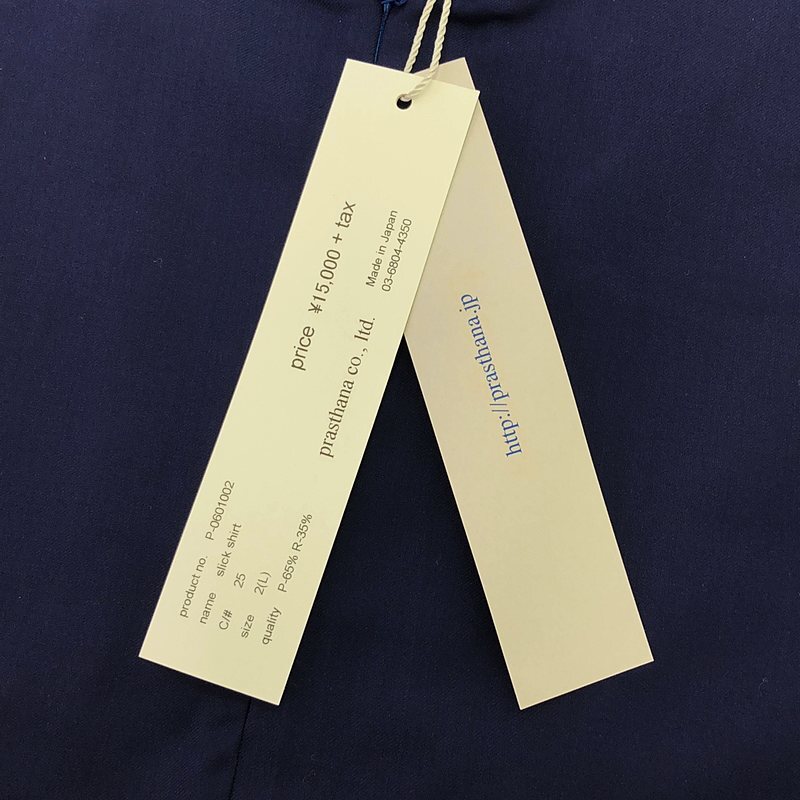 product no. P-0601002
name slick shirt
C/# 25
size 2(L)
quality P-65% R-35%
price ¥15,000 + tax
prasthana co., ltd.
Made in Japan
03-6804-4350
http://prasthana.jp